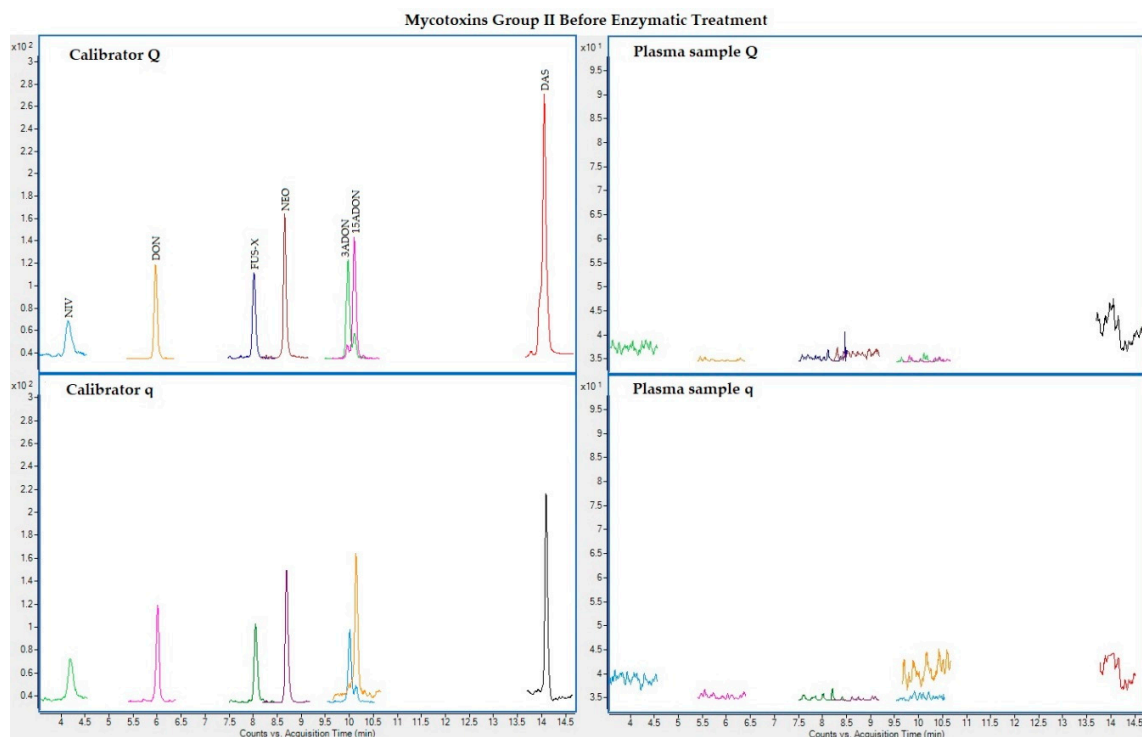 Mycotoxins Group II Before Enzymatic Treatment
x10 2
Calibrator Q
3
2.8
2.6
2.4
2.2
2
1.8
1.6
1.4
1.2
1
0.8
0.6
0.4
NIV
DON
FUS-X
NEO
3ADON
15ADON
DAS
x10 1
Plasma sample Q
9.5
9
8.5
8
7.5
7
6.5
6
5.5
5
4.5
4
3.5
x10 2
Calibrator q
3
2.8
2.6
2.4
2.2
2
1.8
1.6
1.4
1.2
1
0.8
0.6
0.4
4 4.5 5 5.5 6 6.5 7 7.5 8 8.5 9 9.5 10 10.5 11 11.5 12 12.5 13 13.5 14 14.5
Counts vs. Acquisition Time (min)
x10 1
Plasma sample q
9.5
9
8.5
8
7.5
7
6.5
6
5.5
5
4.5
4
3.5
4 4.5 5 5.5 6 6.5 7 7.5 8 8.5 9 9.5 10 10.5 11 11.5 12 12.5 13 13.5 14 14.5
Counts vs. Acquisition Time (min)